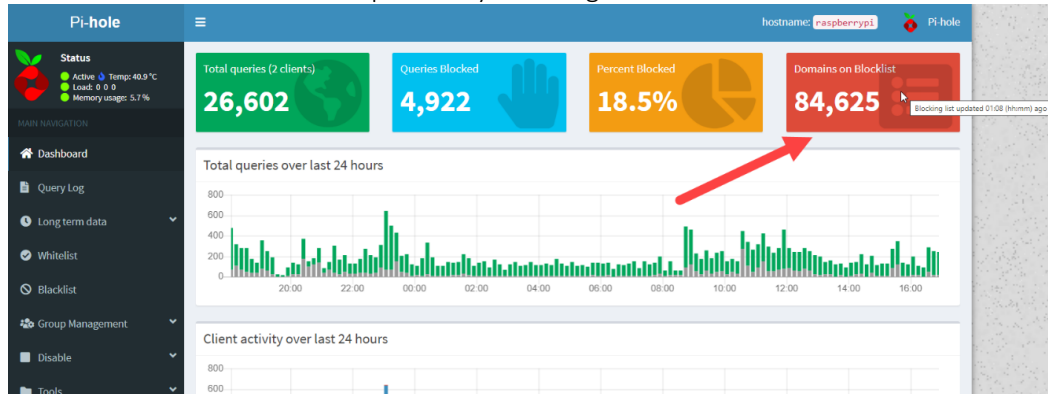 Pi-hole
hostname: raspberrypi
Pi-hole
Status
Active Temp: 40.9 °C
Load: 0 0 0
Memory usage: 5.7 %
Total queries (2 clients)
26,602
Queries Blocked
4,922
Percent Blocked
18.5%
Domains on Blocklist
84,625
Blocking list updated 01:08 (hh:mm) ago
MAIN NAVIGATION
Dashboard
Query Log
Long term data
Whitelist
Blacklist
Group Management
Disable
Tools
Total queries over last 24 hours
800
600
400
200
0
20:00 22:00 00:00 02:00 04:00 06:00 08:00 10:00 12:00 14:00 16:00
Client activity over last 24 hours
800
600